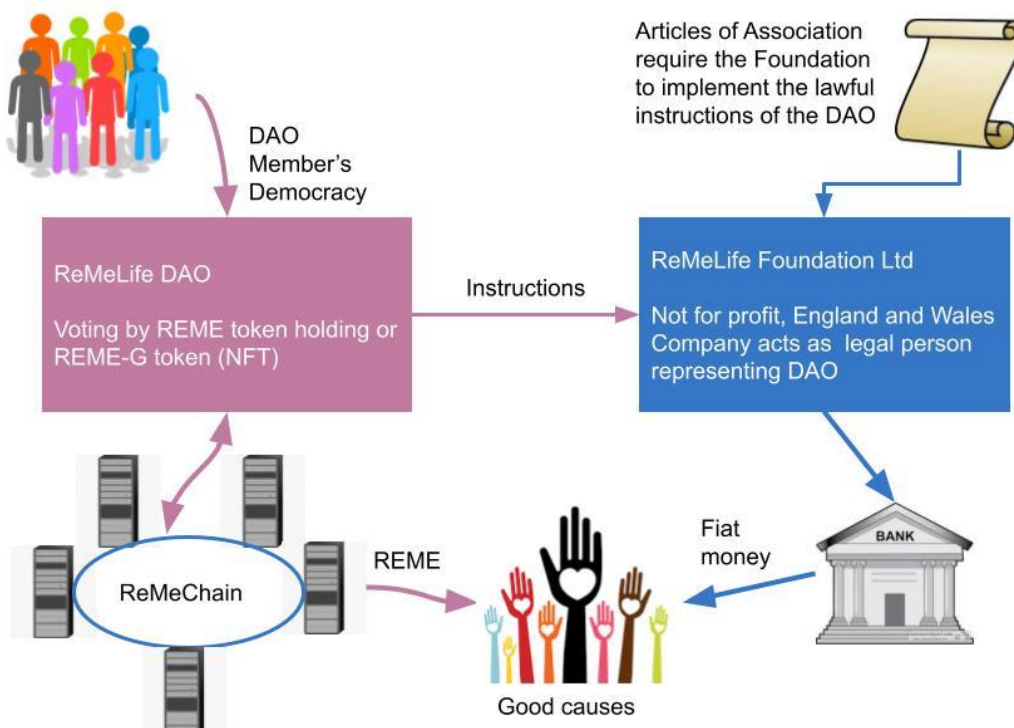 Articles of Association
require the Foundation
to implement the lawful
instructions of the DAO
DAO
Member's
Democracy
ReMeLife DAO
Voting by REME token holding or
REME-G token (NFT)
Instructions
ReMeLife Foundation Ltd
Not for profit, England and Wales
Company acts as legal person
representing DAO
ReMeChain
REME
Good causes
Fiat
money
BANK